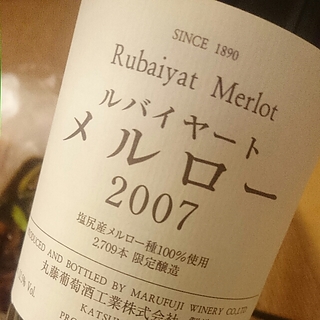 SINCE 1890
Rubaiyat Merlot
ルバイヤート
メルロー
2007
塩尻産メルロー種100%使用
2,709本 限定醸造
AND BOTTLED BY MARUFUJI WINERY CO.LTD
丸藤葡萄酒工業株式会社